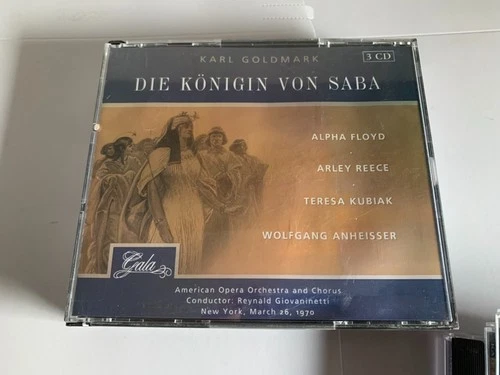 KARL GOLDMARK
3 CD
DIE KÖNIGIN VON SABA
ALPHA FLOYD
ARLEY REECE
TERESA KUBIAK
WOLFGANG ANHEISSER
Gala
American Opera Orchestra and Chorus
Conductor: Reynald Giovaninetti
New York, March 26, 1970